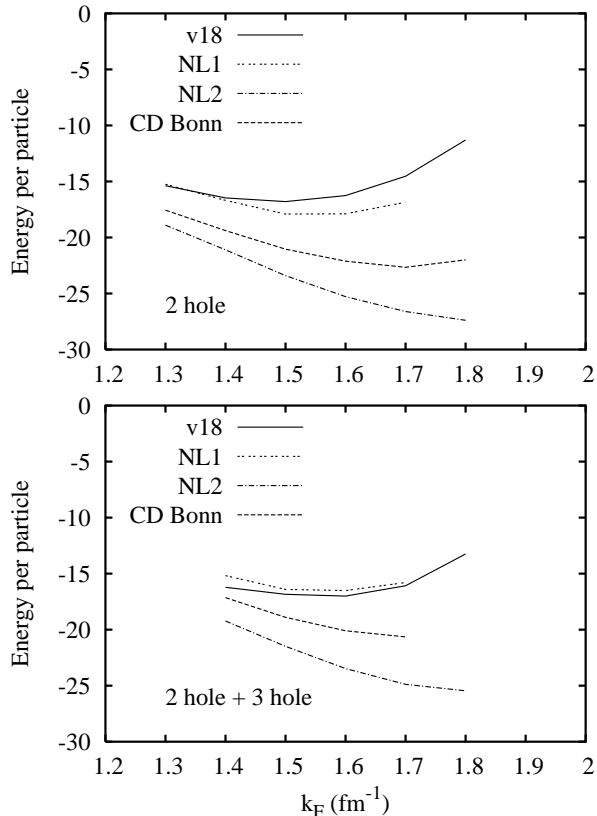 0
-5
-10
-15
-20
-25
-30
Energy per particle
v18
NL1
NL2
CD Bonn
2 hole
1.2 1.3 1.4 1.5 1.6 1.7 1.8 1.9 2
0
-5
-10
-15
-20
-25
-30
Energy per particle
v18
NL1
NL2
CD Bonn
2 hole + 3 hole
1.2 1.3 1.4 1.5 1.6 1.7 1.8 1.9 2
k_F (fm^-1)